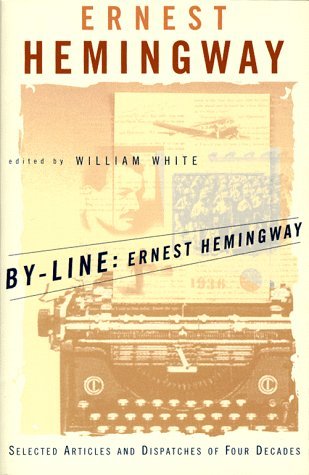 ERNEST
HEMINGWAY
edited by WILLIAM WHITE
BY-LINE: ERNEST HEMINGWAY
1936
SELECTED ARTICLES AND DISPATCHES OF FOUR DECADES